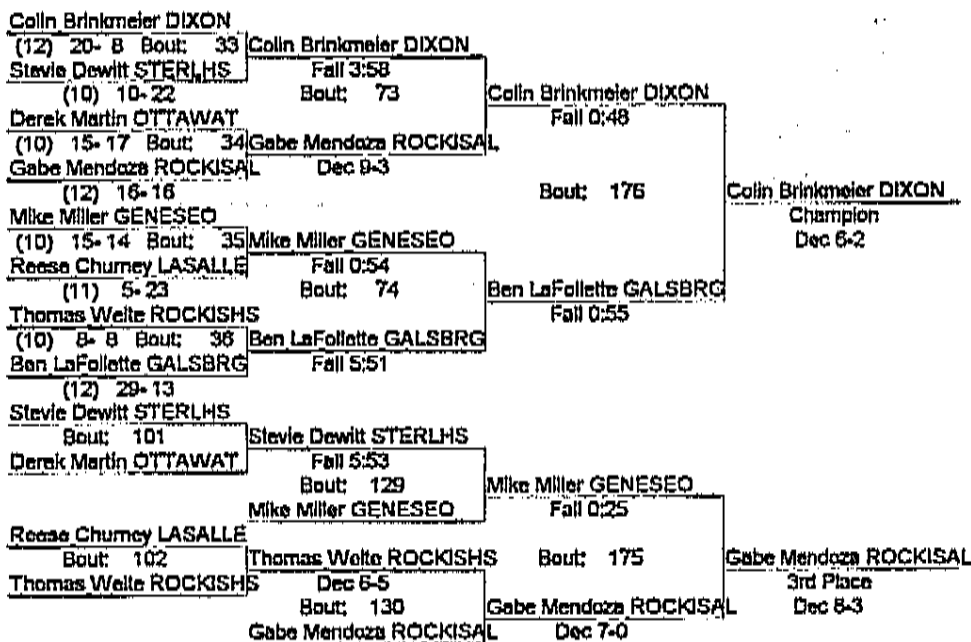 Colin Brinkmeier DIXON
(12) 20- 8 Bout: 33 Colin Brinkmeier DIXON
Stevie Dewitt STERLHS Fall 3:58
(10) 10-22 Bout: 73 Colin Brinkmeier DIXON
Derek Martin OTTAWAT Fall 0:48
(10) 15- 17 Bout: 34 Gabe Mendoza ROCKISAL
Gabe Mendoza ROCKISAL Dec 9-3
(12) 16-16 Bout: 176 Colin Brinkmeier DIXON
Mike Miller GENESEO Champion
(10) 15- 14 Bout: 35 Mike Miller GENESEO Dec 6-2
Reese Churney LASALLE Fall 0:54
(11) 5-23 Bout: 74 Ben LaFollette GALSBRG
Thomas Welte ROCKISHS Fall 0:55
(10) 8- 8 Bout: 36 Ben LaFollette GALSBRG
Ben LaFollette GALSBRG Fall 5:51
(12) 29-13
Stevie Dewitt STERLHS
Bout: 101 Stevie Dewitt STERLHS
Derek Martin OTTAWAT Fall 5:53
Bout: 129 Mike Miller GENESEO
Mike Miller GENESEO Fall 0:25
Reese Churney LASALLE
Bout: 102 Thomas Welte ROCKISHS Bout: 175 Gabe Mendoza ROCKISAL
Thomas Welte ROCKISHS Dec 6-5 3rd Place
Bout: 130 Gabe Mendoza ROCKISAL Dec 8-3
Gabe Mendoza ROCKISAL Dec 7-0